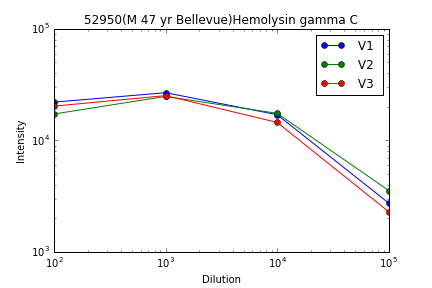 52950(M 47 yr Bellevue)Hemolysin gamma C
10^5
10^4
10^3
Intensity
V1
V2
V3
10^2 10^3 10^4 10^5
Dilution